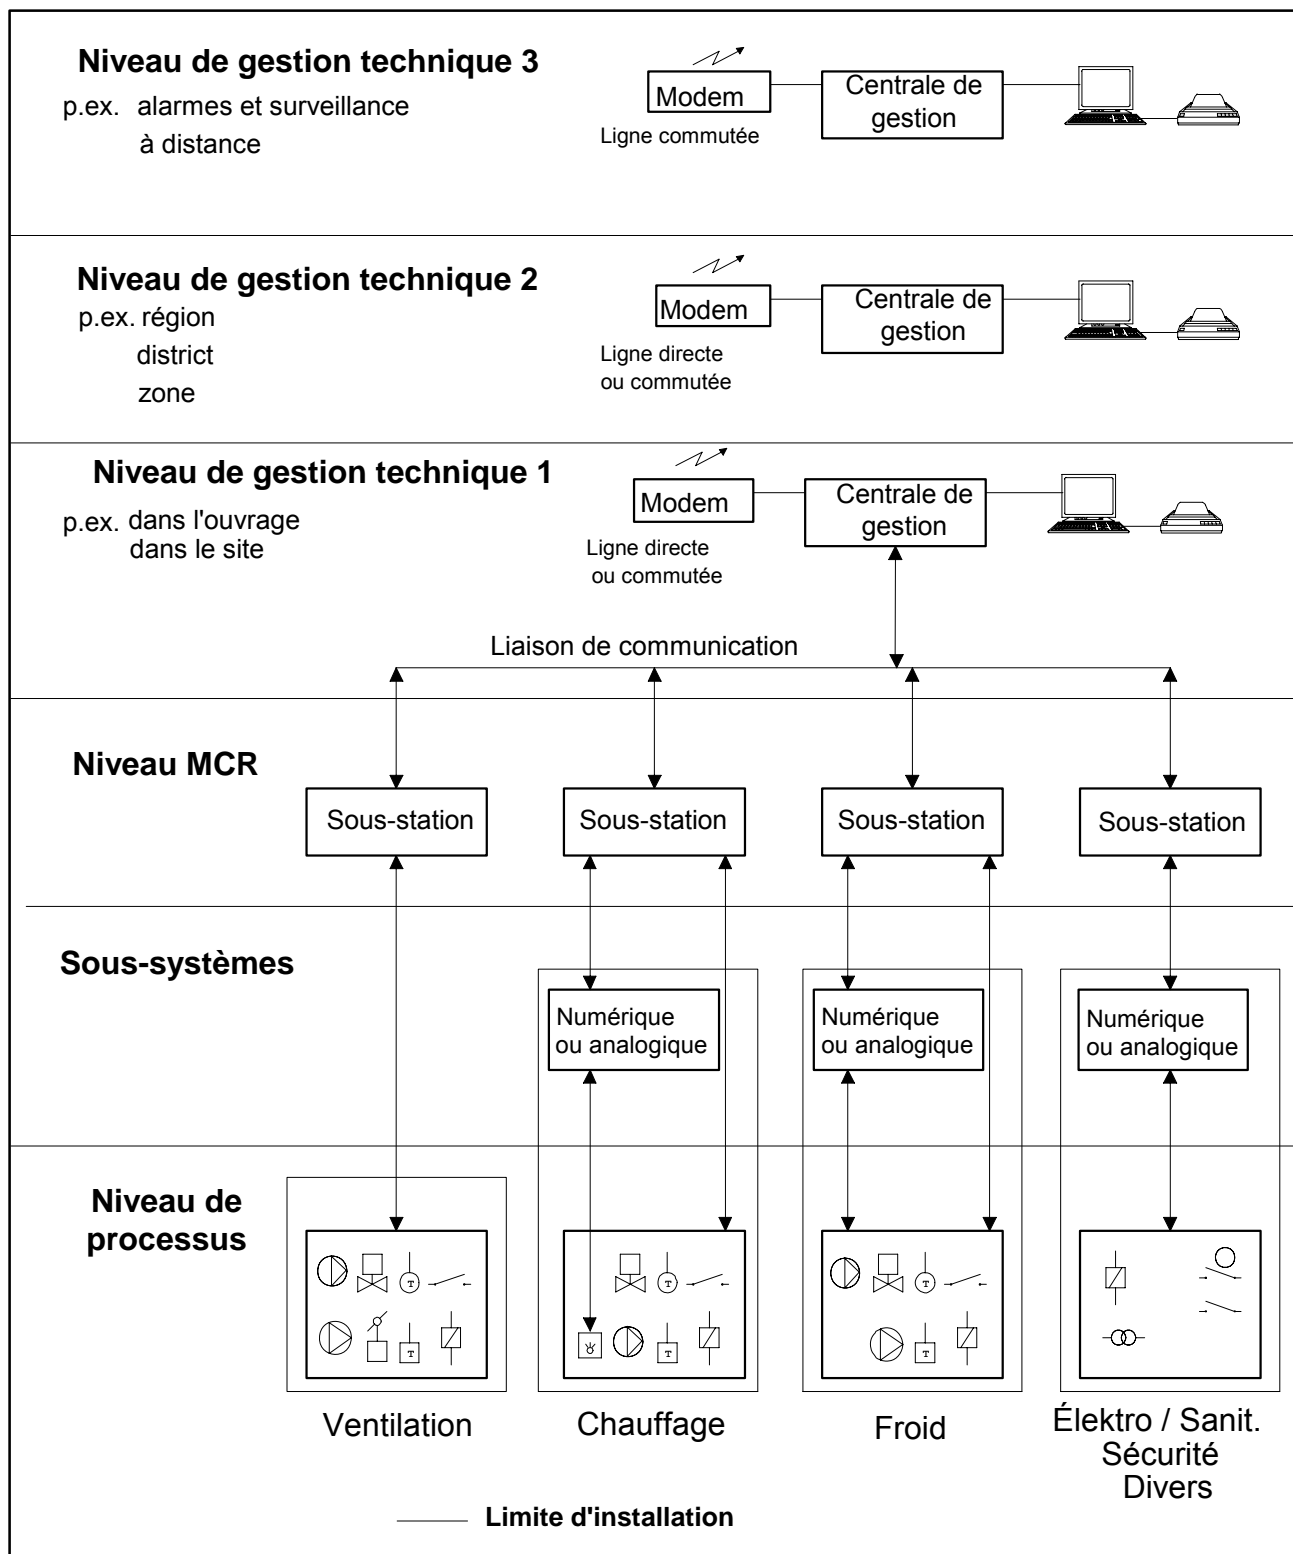 Niveau de gestion technique 3
p.ex. alarmes et surveillance
à distance
Modem
Ligne commutée
Centrale de
gestion
Niveau de gestion technique 2
p.ex. région
district
zone
Modem
Ligne directe
ou commutée
Centrale de
gestion
Niveau de gestion technique 1
p.ex. dans l'ouvrage
dans le site
Modem
Ligne directe
ou commutée
Centrale de
gestion
Liaison de communication
Niveau MCR
Sous-station
Sous-station
Sous-station
Sous-station
Sous-systèmes
Numérique
ou analogique
Numérique
ou analogique
Numérique
ou analogique
Niveau de
processus
T
T
T
T
T
T
Ventilation
Chauffage
Froid
Élektro / Sanit.
Sécurité
Divers
Limite d'installation